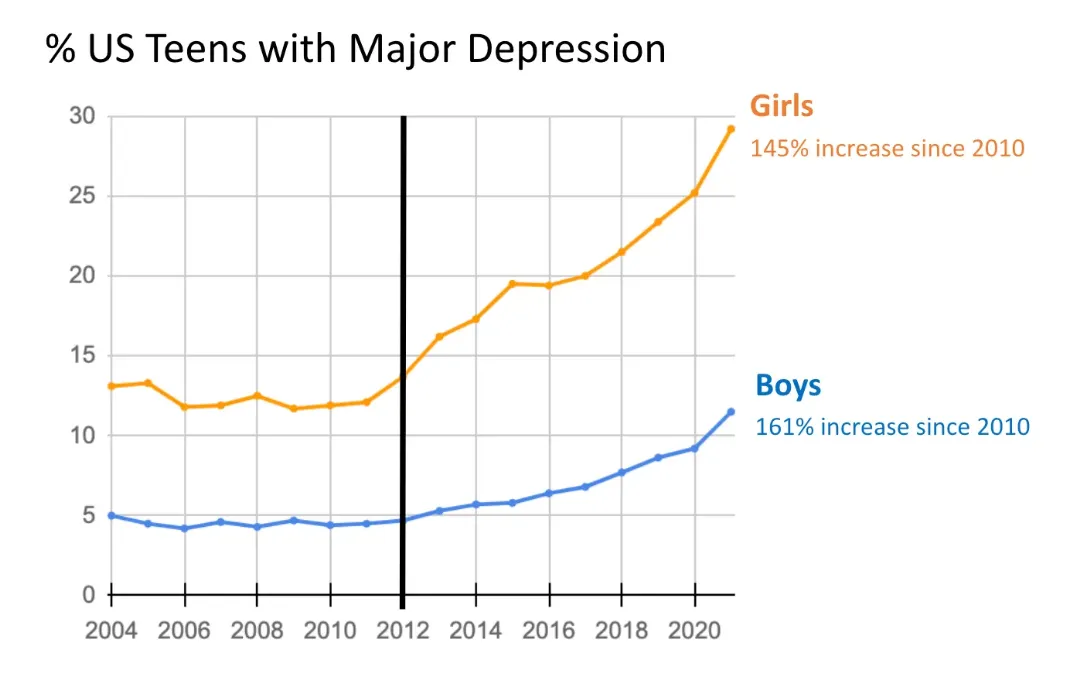 % US Teens with Major Depression
Girls
145% increase since 2010
30
25
20
15
10
5
0
Boys
161% increase since 2010
2004 2006 2008 2010 2012 2014 2016 2018 2020